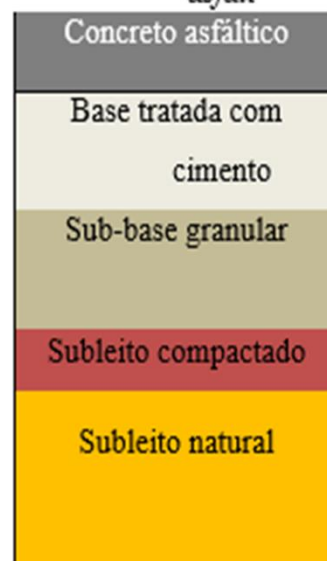 Concreto asfáltico
Base tratada com
cimento
Sub-base granular
Subleito compactado
Subleito natural